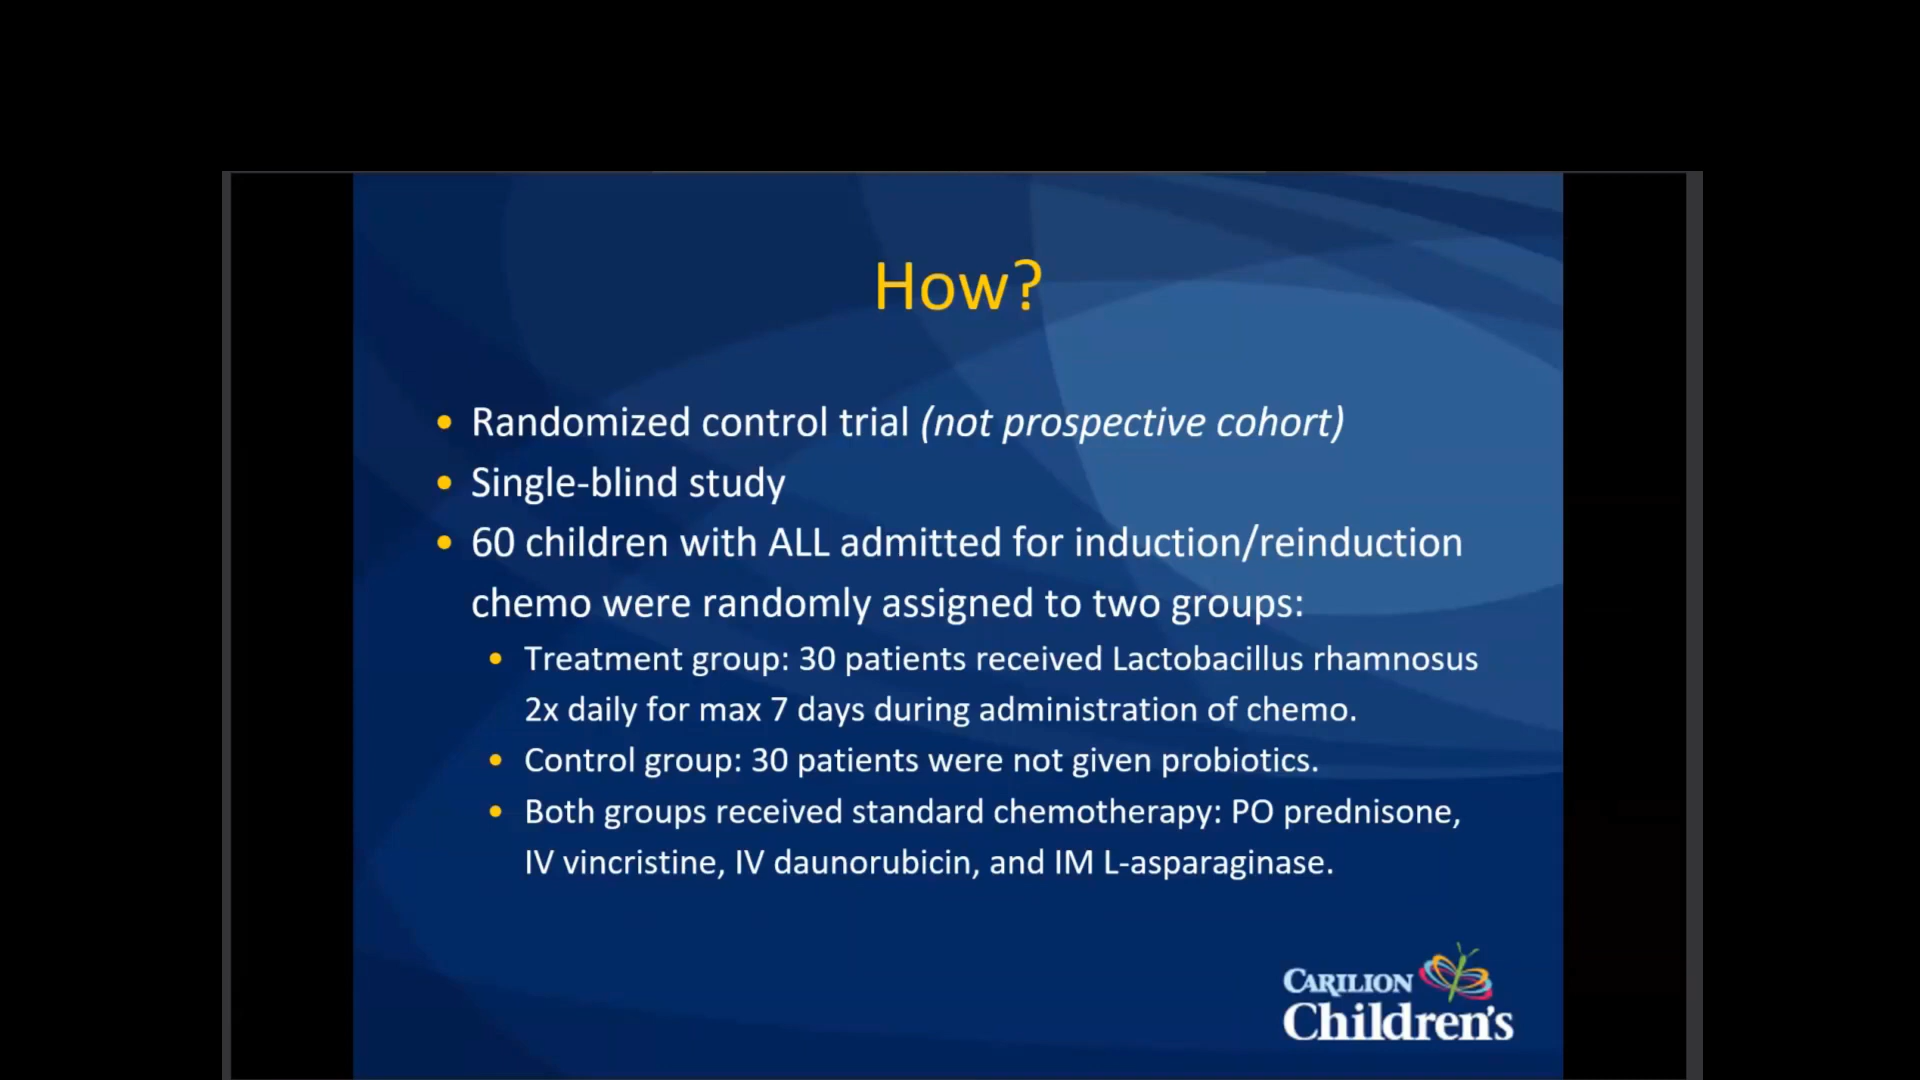 How?
• Randomized control trial (not prospective cohort)
• Single-blind study
• 60 children with ALL admitted for induction/reinduction
chemo were randomly assigned to two groups:
• Treatment group: 30 patients received Lactobacillus rhamnosus
2x daily for max 7 days during administration of chemo.
• Control group: 30 patients were not given probiotics.
• Both groups received standard chemotherapy: PO prednisone,
IV vincristine, IV daunorubicin, and IM L-asparaginase.
CARILION
Children's